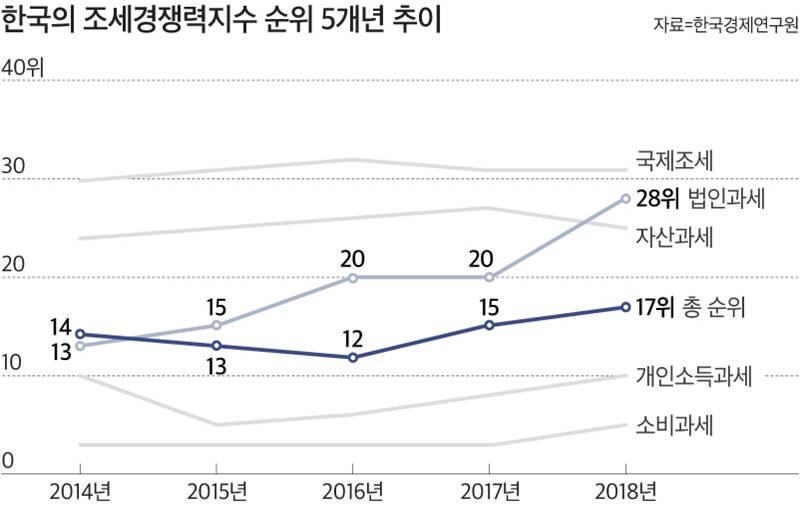 한국의 조세경쟁력지수 순위 5개년 추이
자료=한국경제연구원
40위
30
20
10
0
국제조세
28위 법인과세
자산과세
17위 총 순위
개인소득과세
소비과세
14
13
15
13
20
12
20
15
2014년 2015년 2016년 2017년 2018년